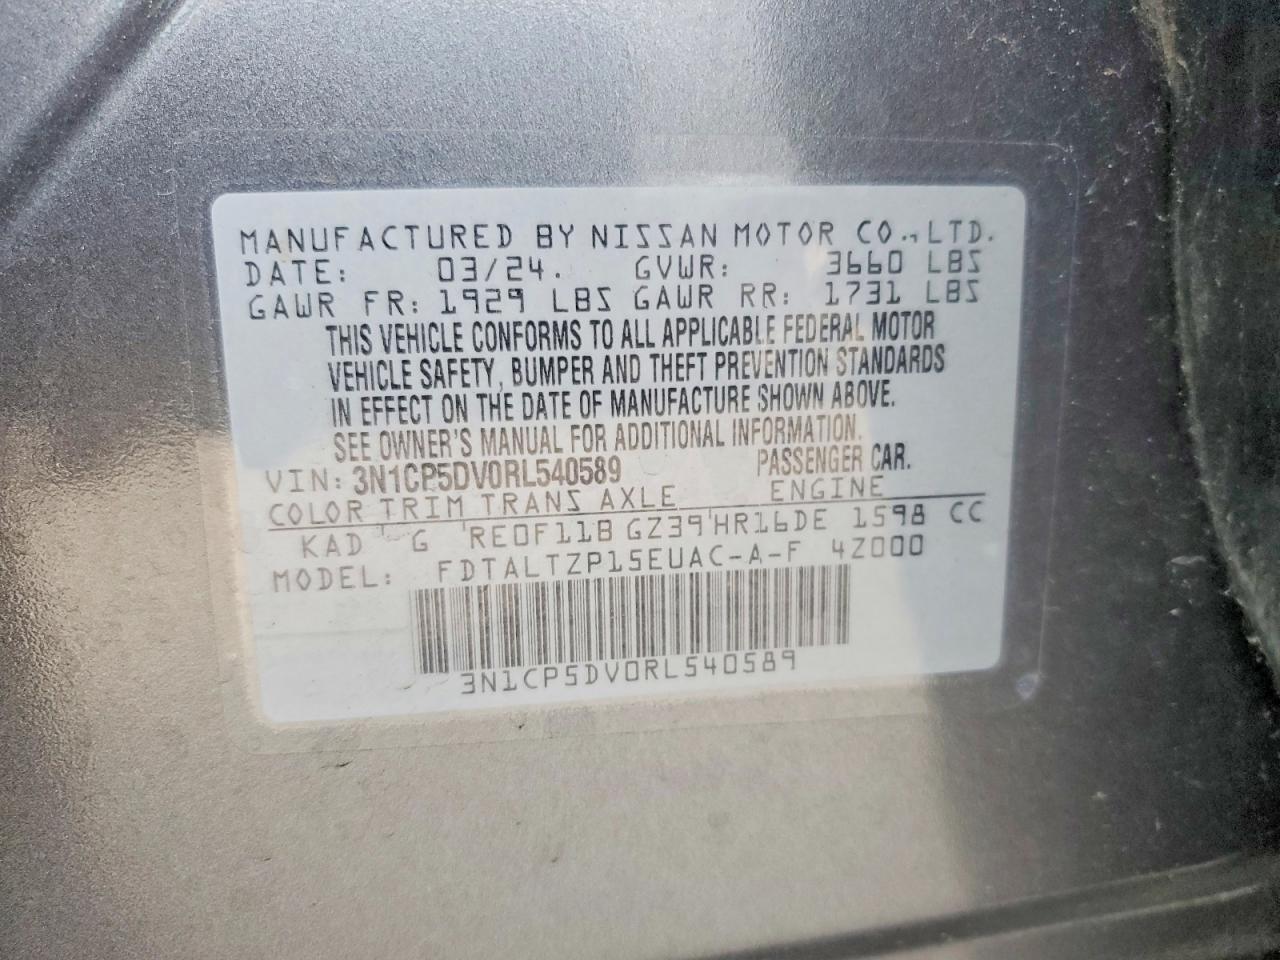 MANUFACTURED BY NISSAN MOTOR CO., LTD.
DATE: 03/24. GVWR: 3660 LBS
GAWR FR: 1929 LBS GAWR RR: 1731 LBS
THIS VEHICLE CONFORMS TO ALL APPLICABLE FEDERAL MOTOR
VEHICLE SAFETY, BUMPER AND THEFT PREVENTION STANDARDS
IN EFFECT ON THE DATE OF MANUFACTURE SHOWN ABOVE.
SEE OWNER'S MANUAL FOR ADDITIONAL INFORMATION.
VIN: 3N1CP5DV0RL540589 PASSENGER CAR.
COLOR TRIM TRANS AXLE ENGINE
KAD G RE0F11B GZ39 HR16DE 1598 CC
MODEL: FDTALTZP15EUAC-A-F 4Z000
3N1CP5DV0RL540589